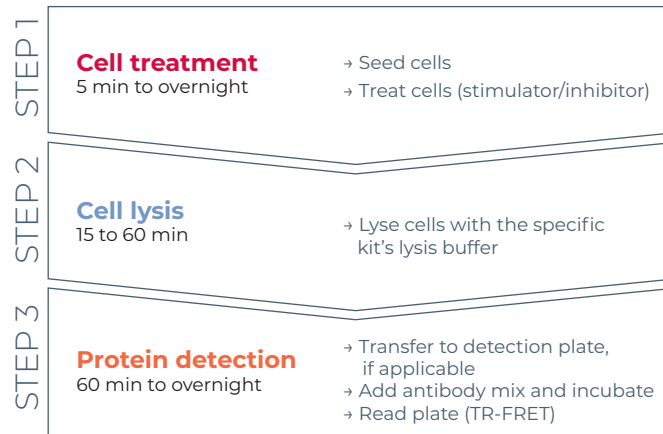 STEP 1
Cell treatment
5 min to overnight
→ Seed cells
→ Treat cells (stimulator/inhibitor)
STEP 2
Cell lysis
15 to 60 min
→ Lyse cells with the specific
kit’s lysis buffer
STEP 3
Protein detection
60 min to overnight
→ Transfer to detection plate,
if applicable
→ Add antibody mix and incubate
→ Read plate (TR-FRET)